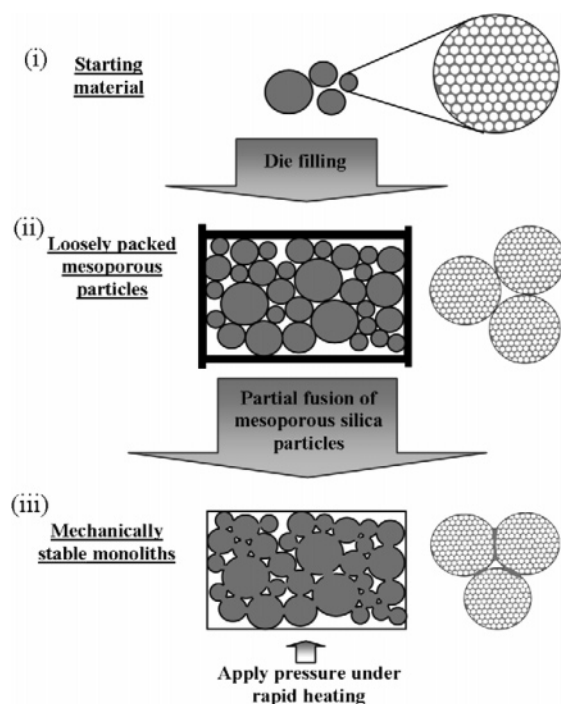 (i)
Starting
material
Die filling
(ii)
Loosely packed
mesoporous
particles
Partial fusion of
mesoporous silica
particles
(iii)
Mechanically
stable monoliths
Apply pressure under
rapid heating